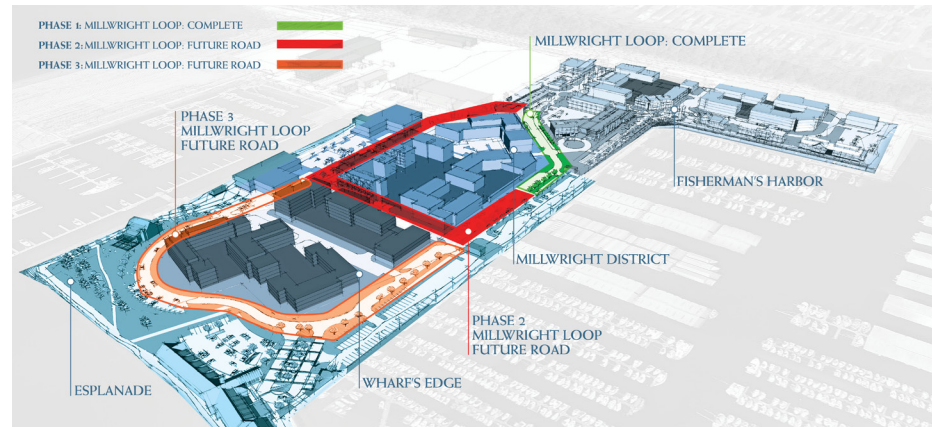 PHASE 1: MILLWRIGHT LOOP: COMPLETE
PHASE 2: MILLWRIGHT LOOP: FUTURE ROAD
PHASE 3: MILLWRIGHT LOOP: FUTURE ROAD
MILLWRIGHT LOOP: COMPLETE
PHASE 3
MILLWRIGHT LOOP
FUTURE ROAD
FISHERMAN'S HARBOR
MILLWRIGHT DISTRICT
PHASE 2
MILLWRIGHT LOOP
FUTURE ROAD
WHARF'S EDGE
ESPLANADE